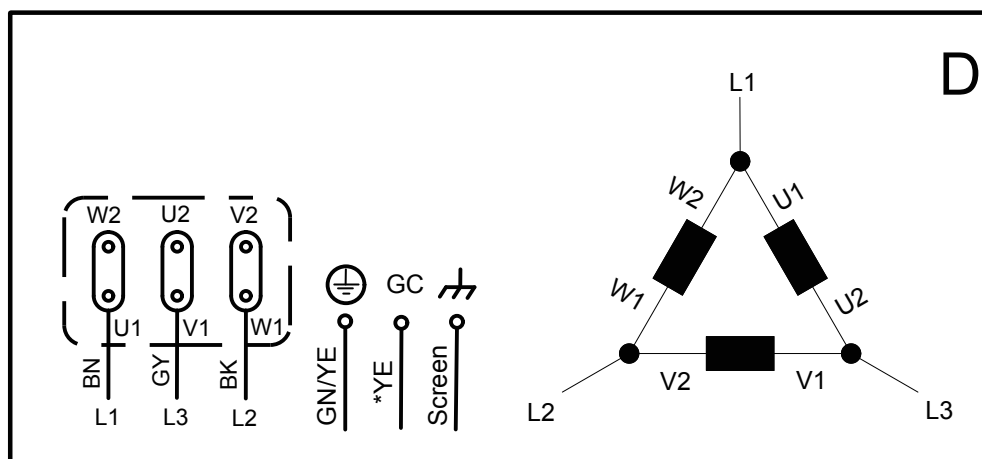 D
W2 U2 V2
U1 V1 W1
BN GY BK
L1 L3 L2
GC
GN/YE *YE Screen
L1
W2 U1
W1 U2
V2 V1
L2 L3